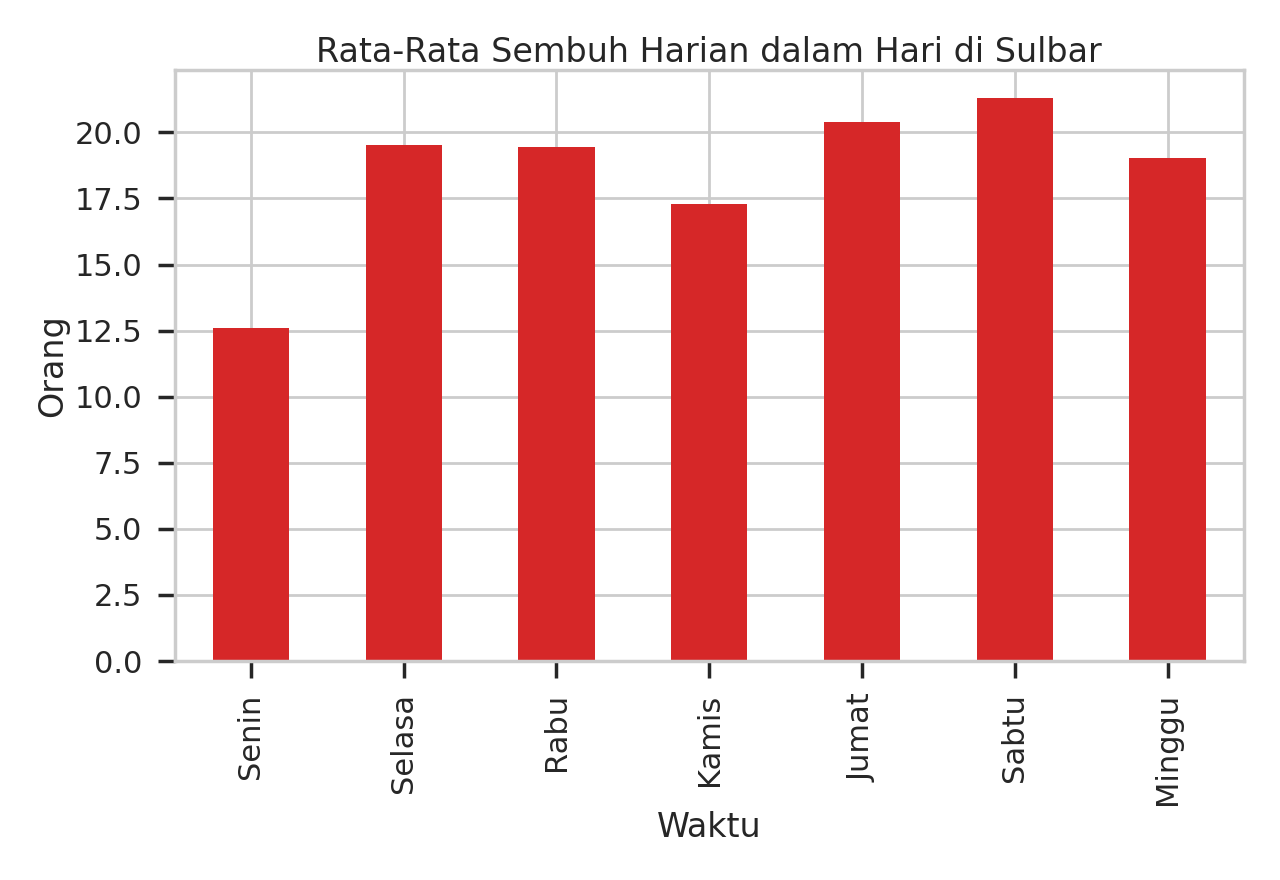 Rata-Rata Sembuh Harian dalam Hari di Sulbar
20.0
17.5
15.0
12.5
10.0
7.5
5.0
2.5
0.0
Orang
Senin
Selasa
Rabu
Kamis
Jumat
Sabtu
Minggu
Waktu